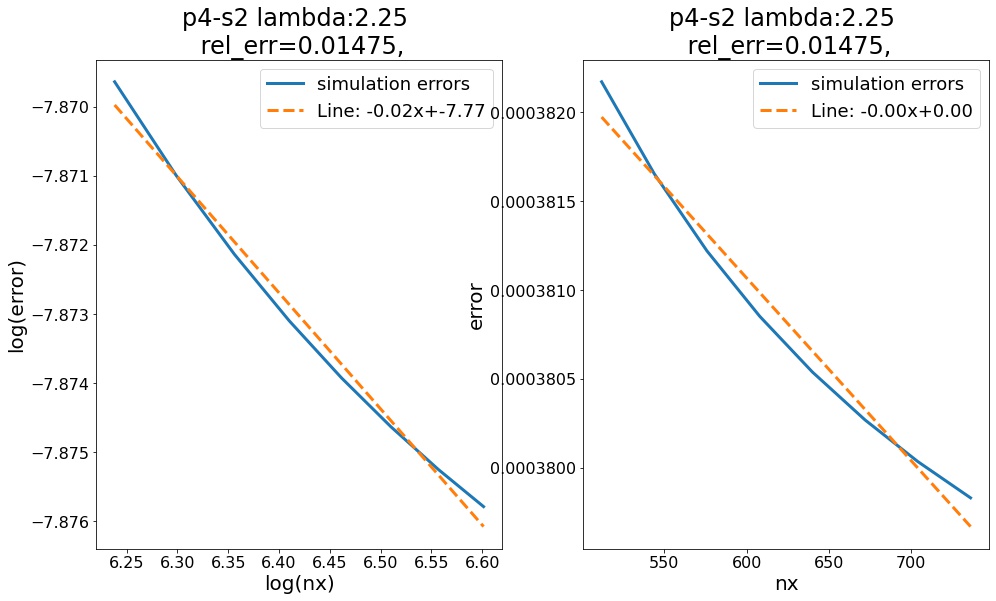 p4-s2 lambda:2.25
rel_err=0.01475,
simulation errors
Line: -0.02x+-7.77
−7.870
−7.871
−7.872
−7.873
−7.874
−7.875
−7.876
log(error)
6.25 6.30 6.35 6.40 6.45 6.50 6.55 6.60
log(nx)
p4-s2 lambda:2.25
rel_err=0.01475,
simulation errors
Line: -0.00x+0.00
0.0003820
0.0003815
0.0003810
0.0003805
0.0003800
error
550 600 650 700
nx